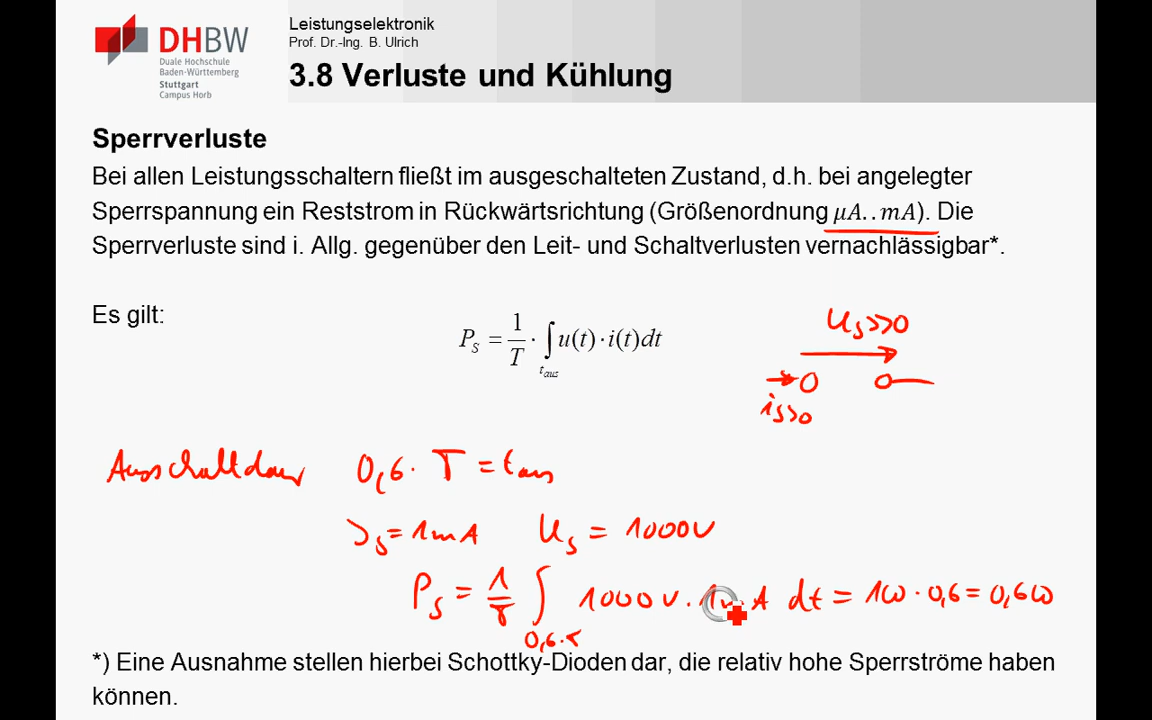 DHBW
Duale Hochschule
Baden-Württemberg
Stuttgart
Campus Horb
Leistungselektronik
Prof. Dr.-Ing. B. Ulrich
3.8 Verluste und Kühlung
Sperrverluste
Bei allen Leistungsschaltern fließt im ausgeschalteten Zustand, d.h. bei angelegter
Sperrspannung ein Reststrom in Rückwärtsrichtung (Größenordnung μA..mA). Die
Sperrverluste sind i. Allg. gegenüber den Leit- und Schaltverlusten vernachlässigbar*.
Es gilt:
P_S = 1/T · ∫_{t_aus} u(t) · i(t)dt
U_S >> 0
i_S > 0
Ausschaltdauer 0,6 · T = t_aus
I_S = 1mA U_S = 1000V
P_S = 1/T ∫_{0,6·T} 1000V · 1mA dt = 1W · 0,6 = 0,6W
*) Eine Ausnahme stellen hierbei Schottky-Dioden dar, die relativ hohe Sperrströme haben
können.